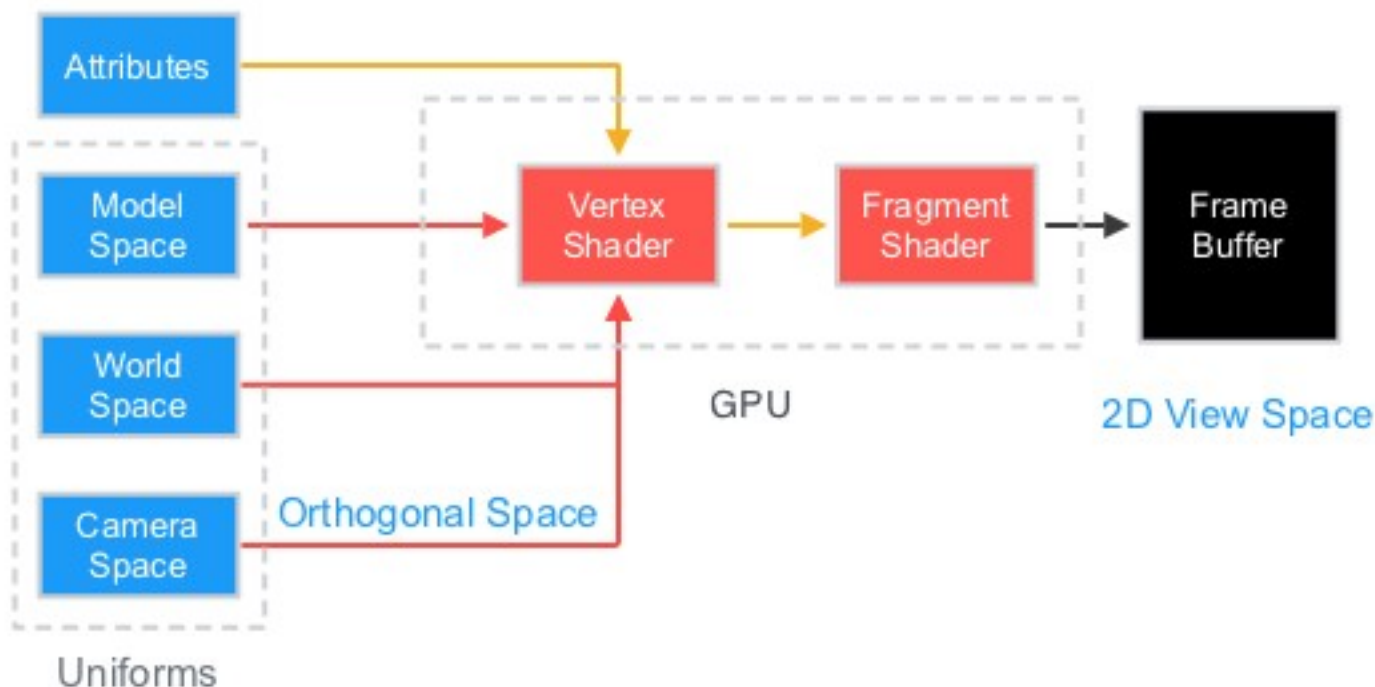 Attributes
Model
Space
World
Space
Camera
Space
Uniforms
Orthogonal Space
Vertex
Shader
Fragment
Shader
GPU
Frame
Buffer
2D View Space